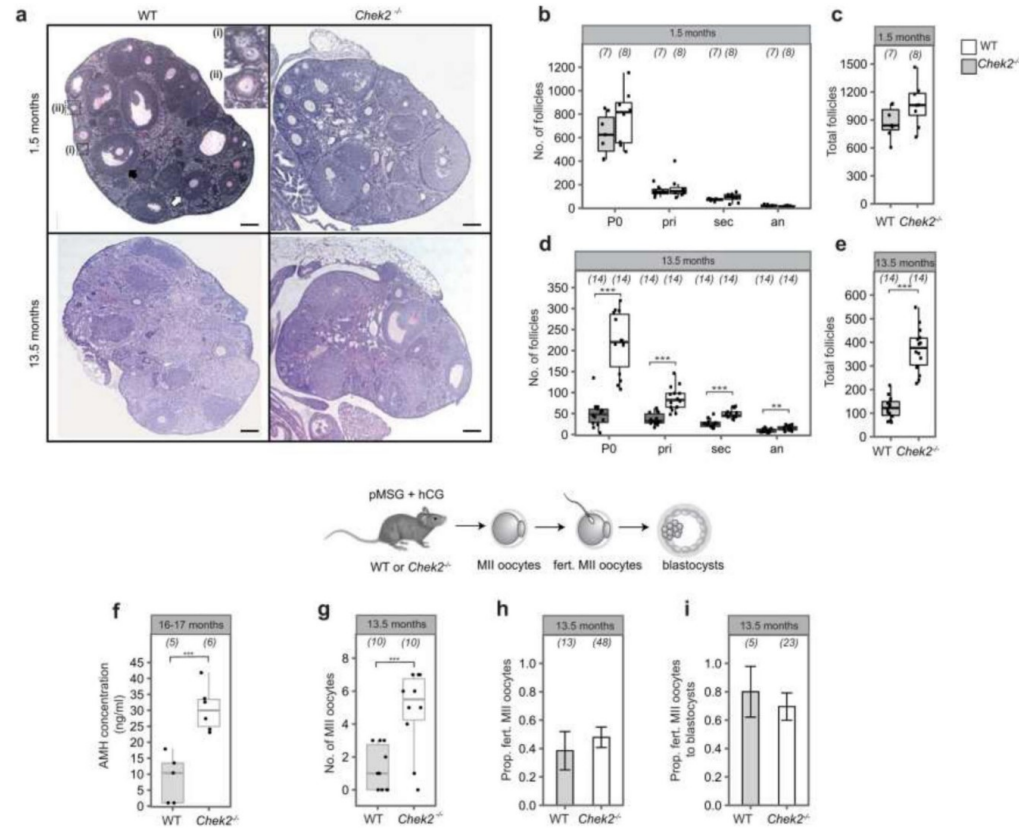 a
WT
Chek2⁻/⁻
1.5 months
13.5 months
(i)
(ii)
(ii)
(i)
b
1.5 months
(7) (8) (7) (8) (7) (8) (7) (8)
No. of follicles
1200
1000
800
600
400
200
0
P0 pri sec an
c
1.5 months
(7) (8)
Total follicles
1500
1200
900
600
300
0
WT Chek2⁻/⁻
WT
Chek2⁻/⁻
d
13.5 months
(14) (14) (14) (14) (14) (14) (14) (14)
*** *** *** **
No. of follicles
350
300
250
200
150
100
50
0
P0 pri sec an
e
13.5 months
(14) (14)
***
Total follicles
600
500
400
300
200
100
0
WT Chek2⁻/⁻
pMSG + hCG
WT or Chek2⁻/⁻
MII oocytes
fert. MII oocytes
blastocysts
f
16-17 months
(5) (6)
***
AMH concentration
(ng/ml)
45
40
35
30
25
20
15
10
5
0
WT Chek2⁻/⁻
g
13.5 months
(10) (10)
***
No. of MII oocytes
8
6
4
2
0
WT Chek2⁻/⁻
h
13.5 months
(13) (48)
Prop. fert. MII oocytes
1.0
0.8
0.6
0.4
0.2
0.0
WT Chek2⁻/⁻
i
13.5 months
(5) (23)
Prop. fert. MII oocytes
to blastocysts
1.0
0.8
0.6
0.4
0.2
0.0
WT Chek2⁻/⁻